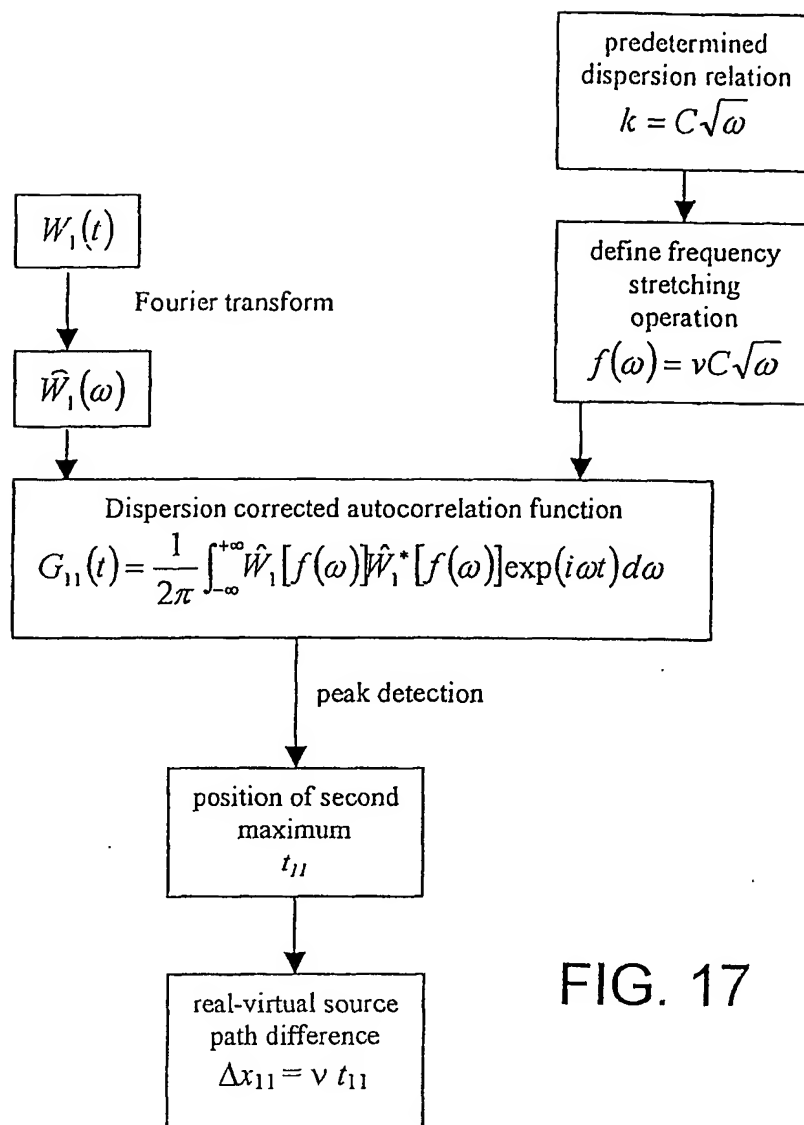 predetermined
dispersion relation
k = C√ω
W₁(t)
Fourier transform
Ŵ₁(ω)
define frequency
stretching
operation
f(ω) = νC√ω
Dispersion corrected autocorrelation function
G₁₁(t) = 1/2π ∫₋∞⁺∞ Ŵ₁[f(ω)]Ŵ₁*[f(ω)]exp(iωt)dω
peak detection
position of second
maximum
t₁₁
real-virtual source
path difference
Δx₁₁ = ν t₁₁
FIG. 17